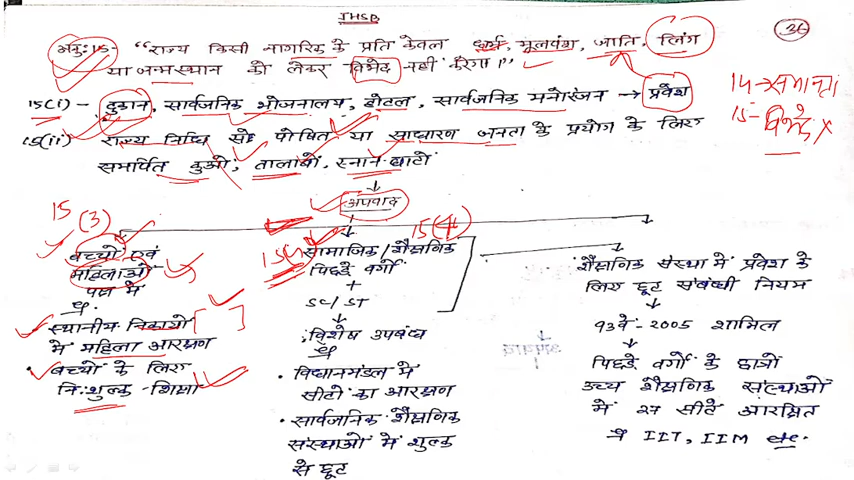 IHSD
36
अनु॰ 15 - "राज्य किसी नागरिक के प्रति केवल धर्म, मूलवंश, जाति, लिंग
या जन्मस्थान को लेकर विभेद नहीं करेगा।"
15(i) - दुकान, सार्वजनिक भोजनालय, होटल, सार्वजनिक मनोरंजन → प्रवेश
15(ii) राज्य निधि से पोषित या साधारण जनता के प्रयोग के लिए
समर्पित कुओं, तालाबों, स्नान घाटों
14 → समानता
15 - विभेद X
↓
अपवाद
15 (3)
बच्चों एवं
महिलाओं के
पक्ष में
स्थानीय निकायों
में महिला आरक्षण
• बच्चों के लिए
नि:शुल्क शिक्षा
15(4)
सामाजिक/शैक्षणिक
पिछड़े वर्गो
+
SC/ST
↓
विशेष उपबंध
• विधानमंडल में
सीटों का आरक्षण
• सार्वजनिक शैक्षणिक
संस्थाओं में शुल्क
से छूट
शैक्षणिक संस्था में प्रवेश के
लिए छूट संबंधी नियम
↓
93वें - 2005 शामिल
↓
पिछड़े वर्गो के छात्रों
उच्च शैक्षणिक संस्थाओं
में 27 सीटें आरक्षित
→ IIT, IIM etc.